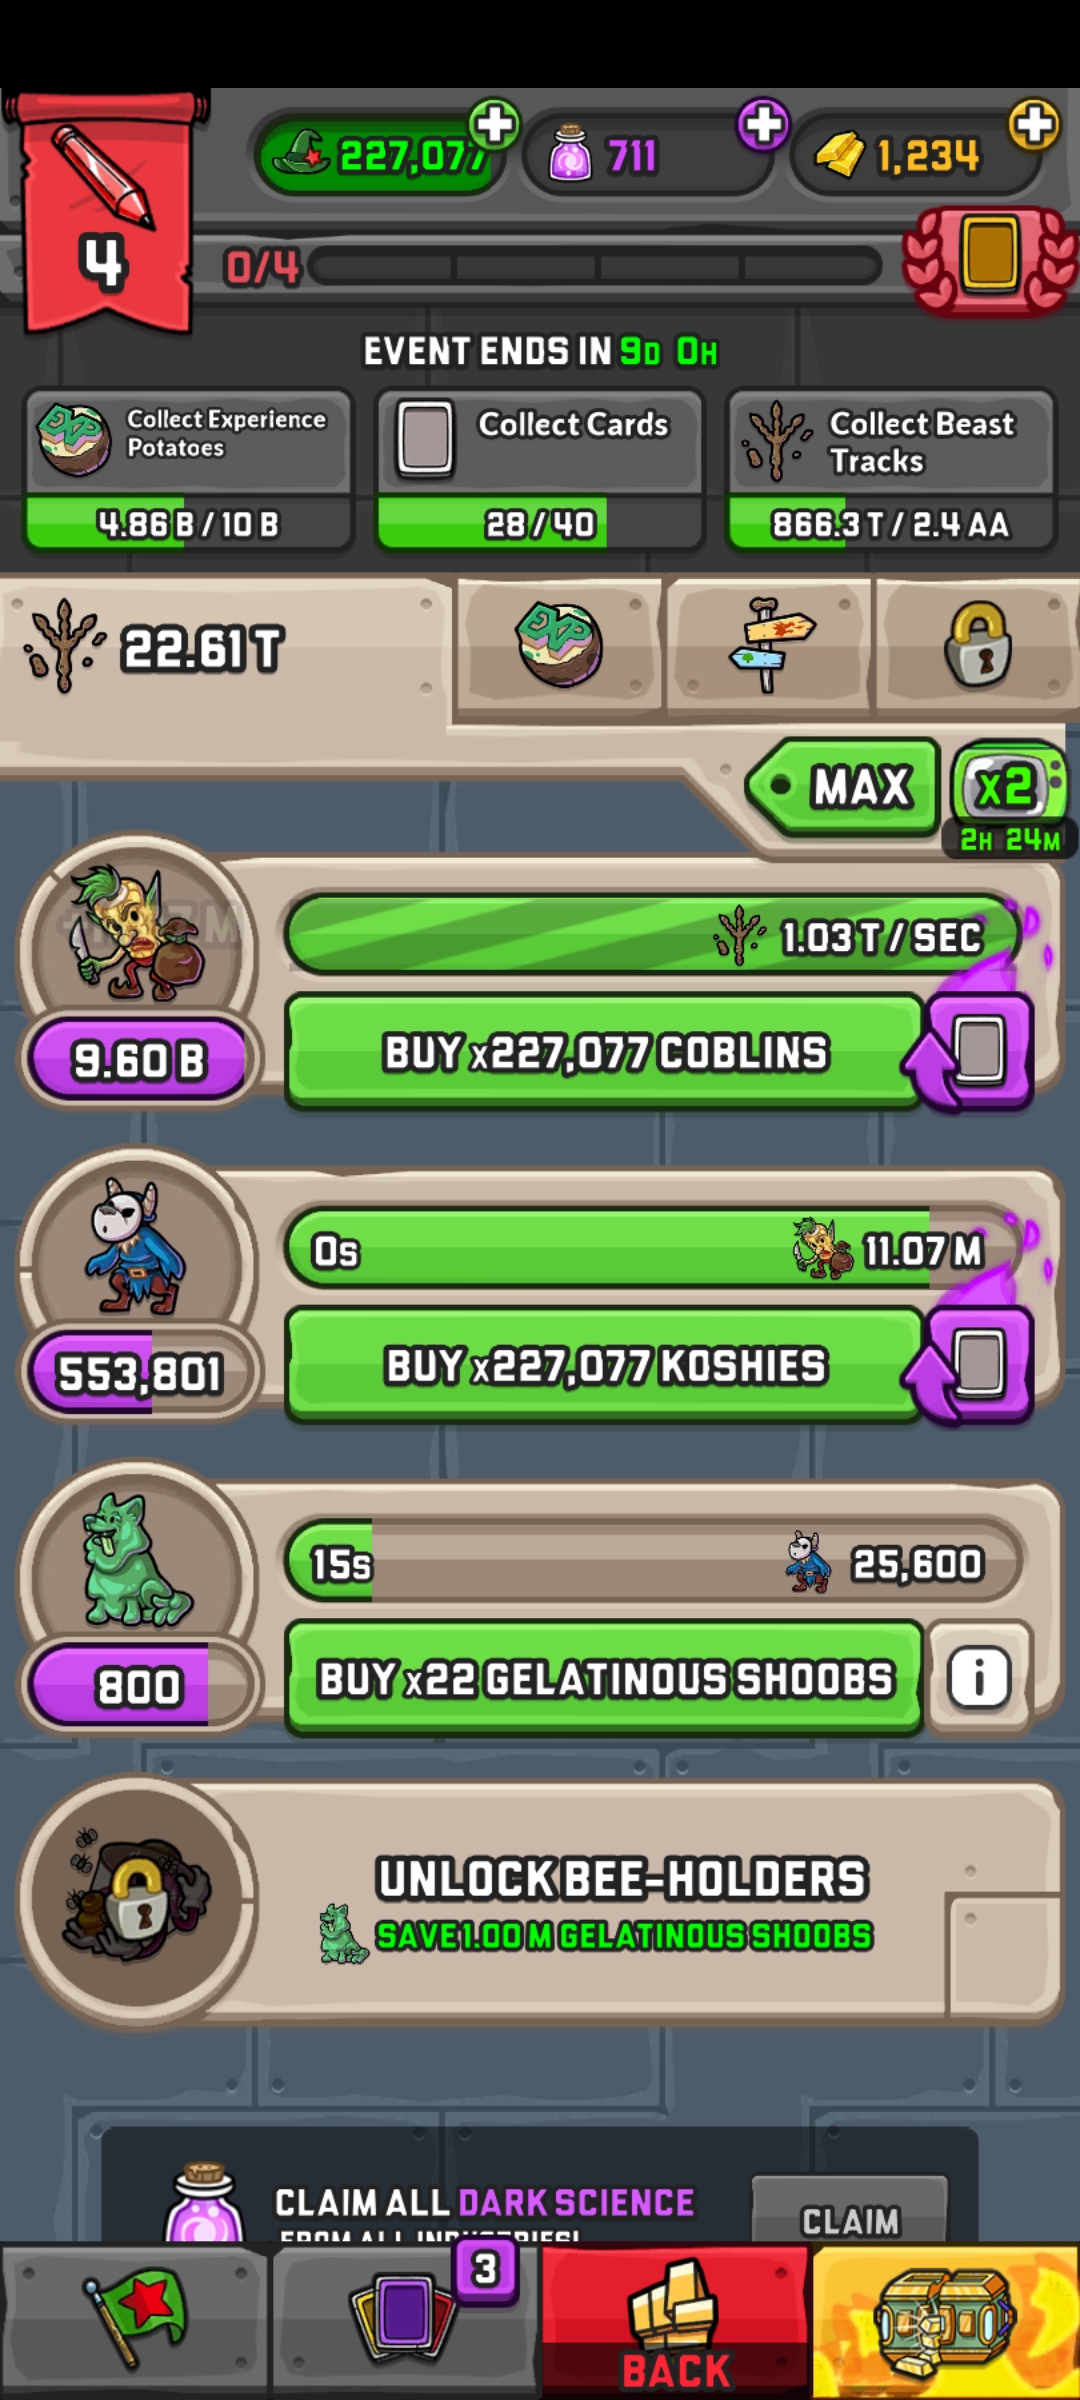 227,077
711
1,234
4
0/4
EVENT ENDS IN 9D 0H
Collect Experience
Potatoes
4.86 B / 10 B
Collect Cards
28 / 40
Collect Beast
Tracks
866.3 T / 2.4 AA
22.61 T
EXP
MAX
x2
2H 24M
1.03 T / SEC
9.60 B
BUY x227,077 COBLINS
0s
11.07 M
553,801
BUY x227,077 KOSHIES
15s
25,600
800
BUY x22 GELATINOUS SHOOBS
i
UNLOCK BEE-HOLDERS
SAVE 1.00 M GELATINOUS SHOOBS
CLAIM ALL DARK SCIENCE
FROM ALL INDUSTRIES!
CLAIM
3
BACK